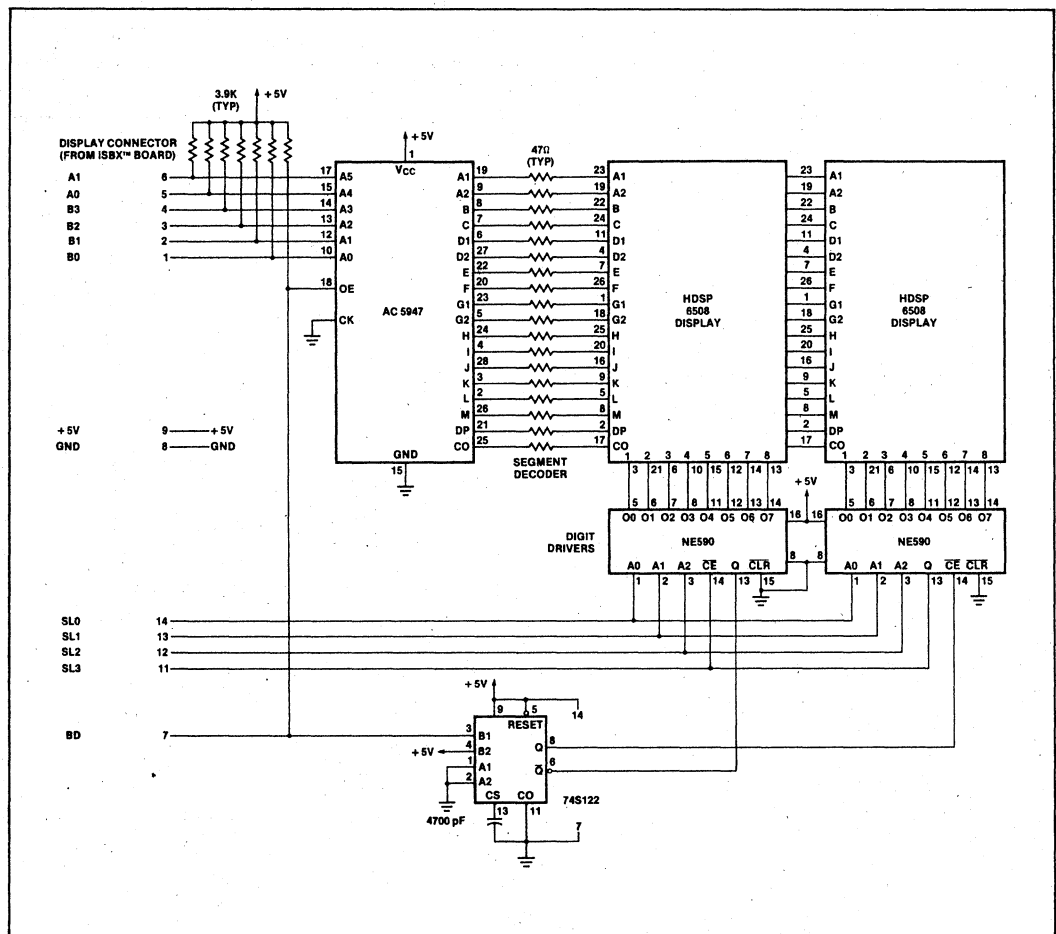 3.9K
(TYP)
+5V
DISPLAY CONNECTOR
(FROM ISBX™ BOARD)
A1 6
A0 5
B3 4
B2 3
B1 2
B0 1
+5V 9 +5V
GND 8 GND
+5V
1
VCC
17 A5
15 A4
14 A3
13 A2
12 A1
10 A0
18 OE
CK
AC 5947
GND
15
A1 19
A2 9
B 8
C 7
D1 6
D2 27
E 22
F 20
G1 23
G2 5
H 24
I 4
J 28
K 3
L 2
M 26
DP 21
CO 25
47Ω
(TYP)
SEGMENT
DECODER
23 A1
19 A2
22 B
24 C
11 D1
4 D2
7 E
26 F
1 G1
18 G2
25 H
20 I
16 J
9 K
5 L
8 M
2 DP
17 CO
HDSP
6508
DISPLAY
1 2 3 4 5 6 7 8
3 21 6 10 15 12 14 13
23 A1
19 A2
22 B
24 C
11 D1
4 D2
7 E
26 F
1 G1
18 G2
25 H
20 I
16 J
9 K
5 L
8 M
2 DP
17 CO
HDSP
6508
DISPLAY
1 2 3 4 5 6 7 8
3 21 6 10 15 12 14 13
+5V
DIGIT
DRIVERS
5 6 7 8 11 12 13 14
O0 O1 O2 O3 O4 O5 O6 O7
NE590
16
8
A0 A1 A2 CE Q CLR
1 2 3 14 13 15
5 6 7 8 11 12 13 14
O0 O1 O2 O3 O4 O5 O6 O7
16
NE590
8
A0 A1 A2 Q CE CLR
1 2 3 13 14 15
SL0 14
SL1 13
SL2 12
SL3 11
BD 7
+5V
9
5
14
RESET
3 B1
4 B2
+5V
1 A1
2 A2
Q 8
Q 6
CS CO
13 11
74S122
4700 pF
7